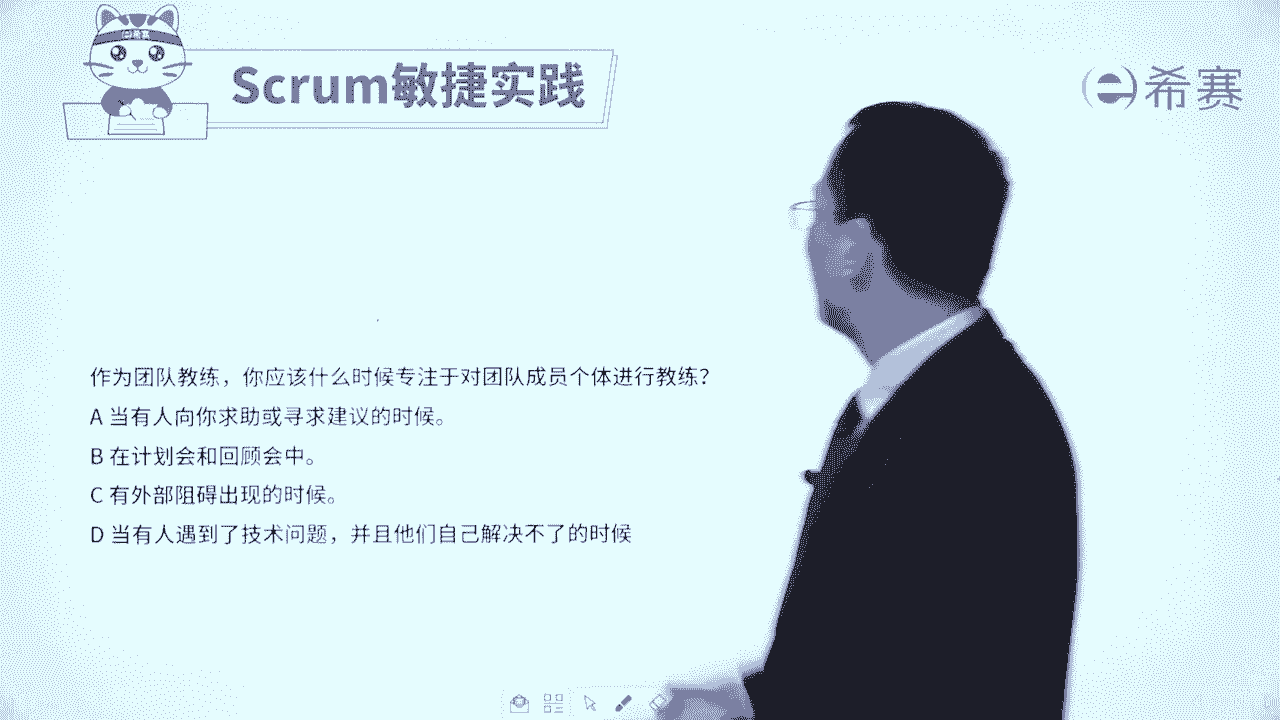 希赛
Scrum敏捷实践
希赛
作为团队教练，你应该什么时候专注于对团队成员个体进行教练？
A 当有人向你求助或寻求建议的时候。
B 在计划会和回顾会中。
C 有外部阻碍出现的时候。
D 当有人遇到了技术问题，并且他们自己解决不了的时候